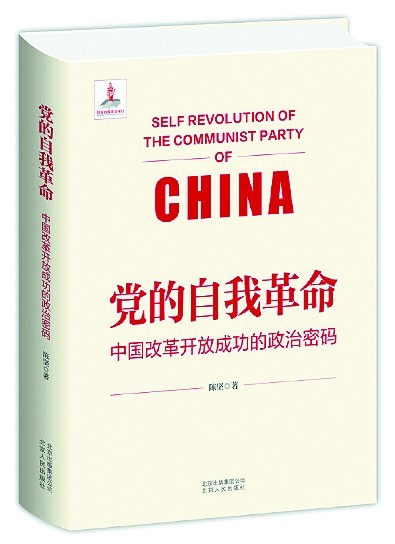 SELF REVOLUTION OF
THE COMMUNIST PARTY
OF
CHINA
党的自我革命
中国改革开放成功的政治密码
陈坚◎著
北京出版集团公司
北京人民出版社
党的自我革命
中国改革开放成功的政治密码
陈坚◎著
北京出版集团公司
北京人民出版社